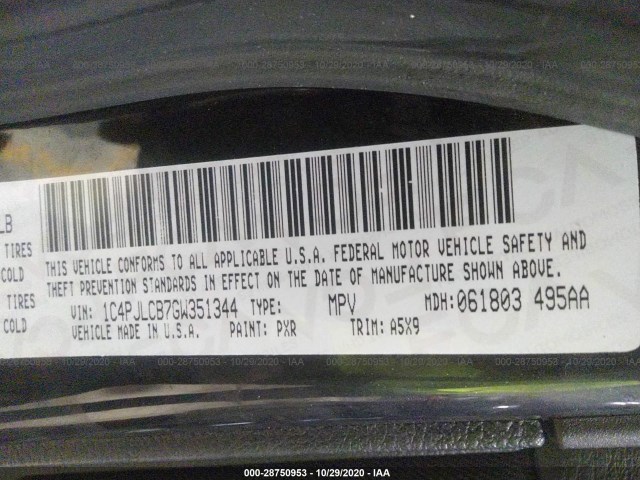 LB
TIRES
COLD
TIRES
COLD
THIS VEHICLE CONFORMS TO ALL APPLICABLE U.S.A. FEDERAL MOTOR VEHICLE SAFETY AND
THEFT PREVENTION STANDARDS IN EFFECT ON THE DATE OF MANUFACTURE SHOWN ABOVE.
VIN: 1C4PJLCB7GW351344 TYPE: MPV MDH: 061803 495AA
VEHICLE MADE IN U.S.A. PAINT: PXR TRIM: A5X9
000-28750953 - 10/29/2020 - IAA